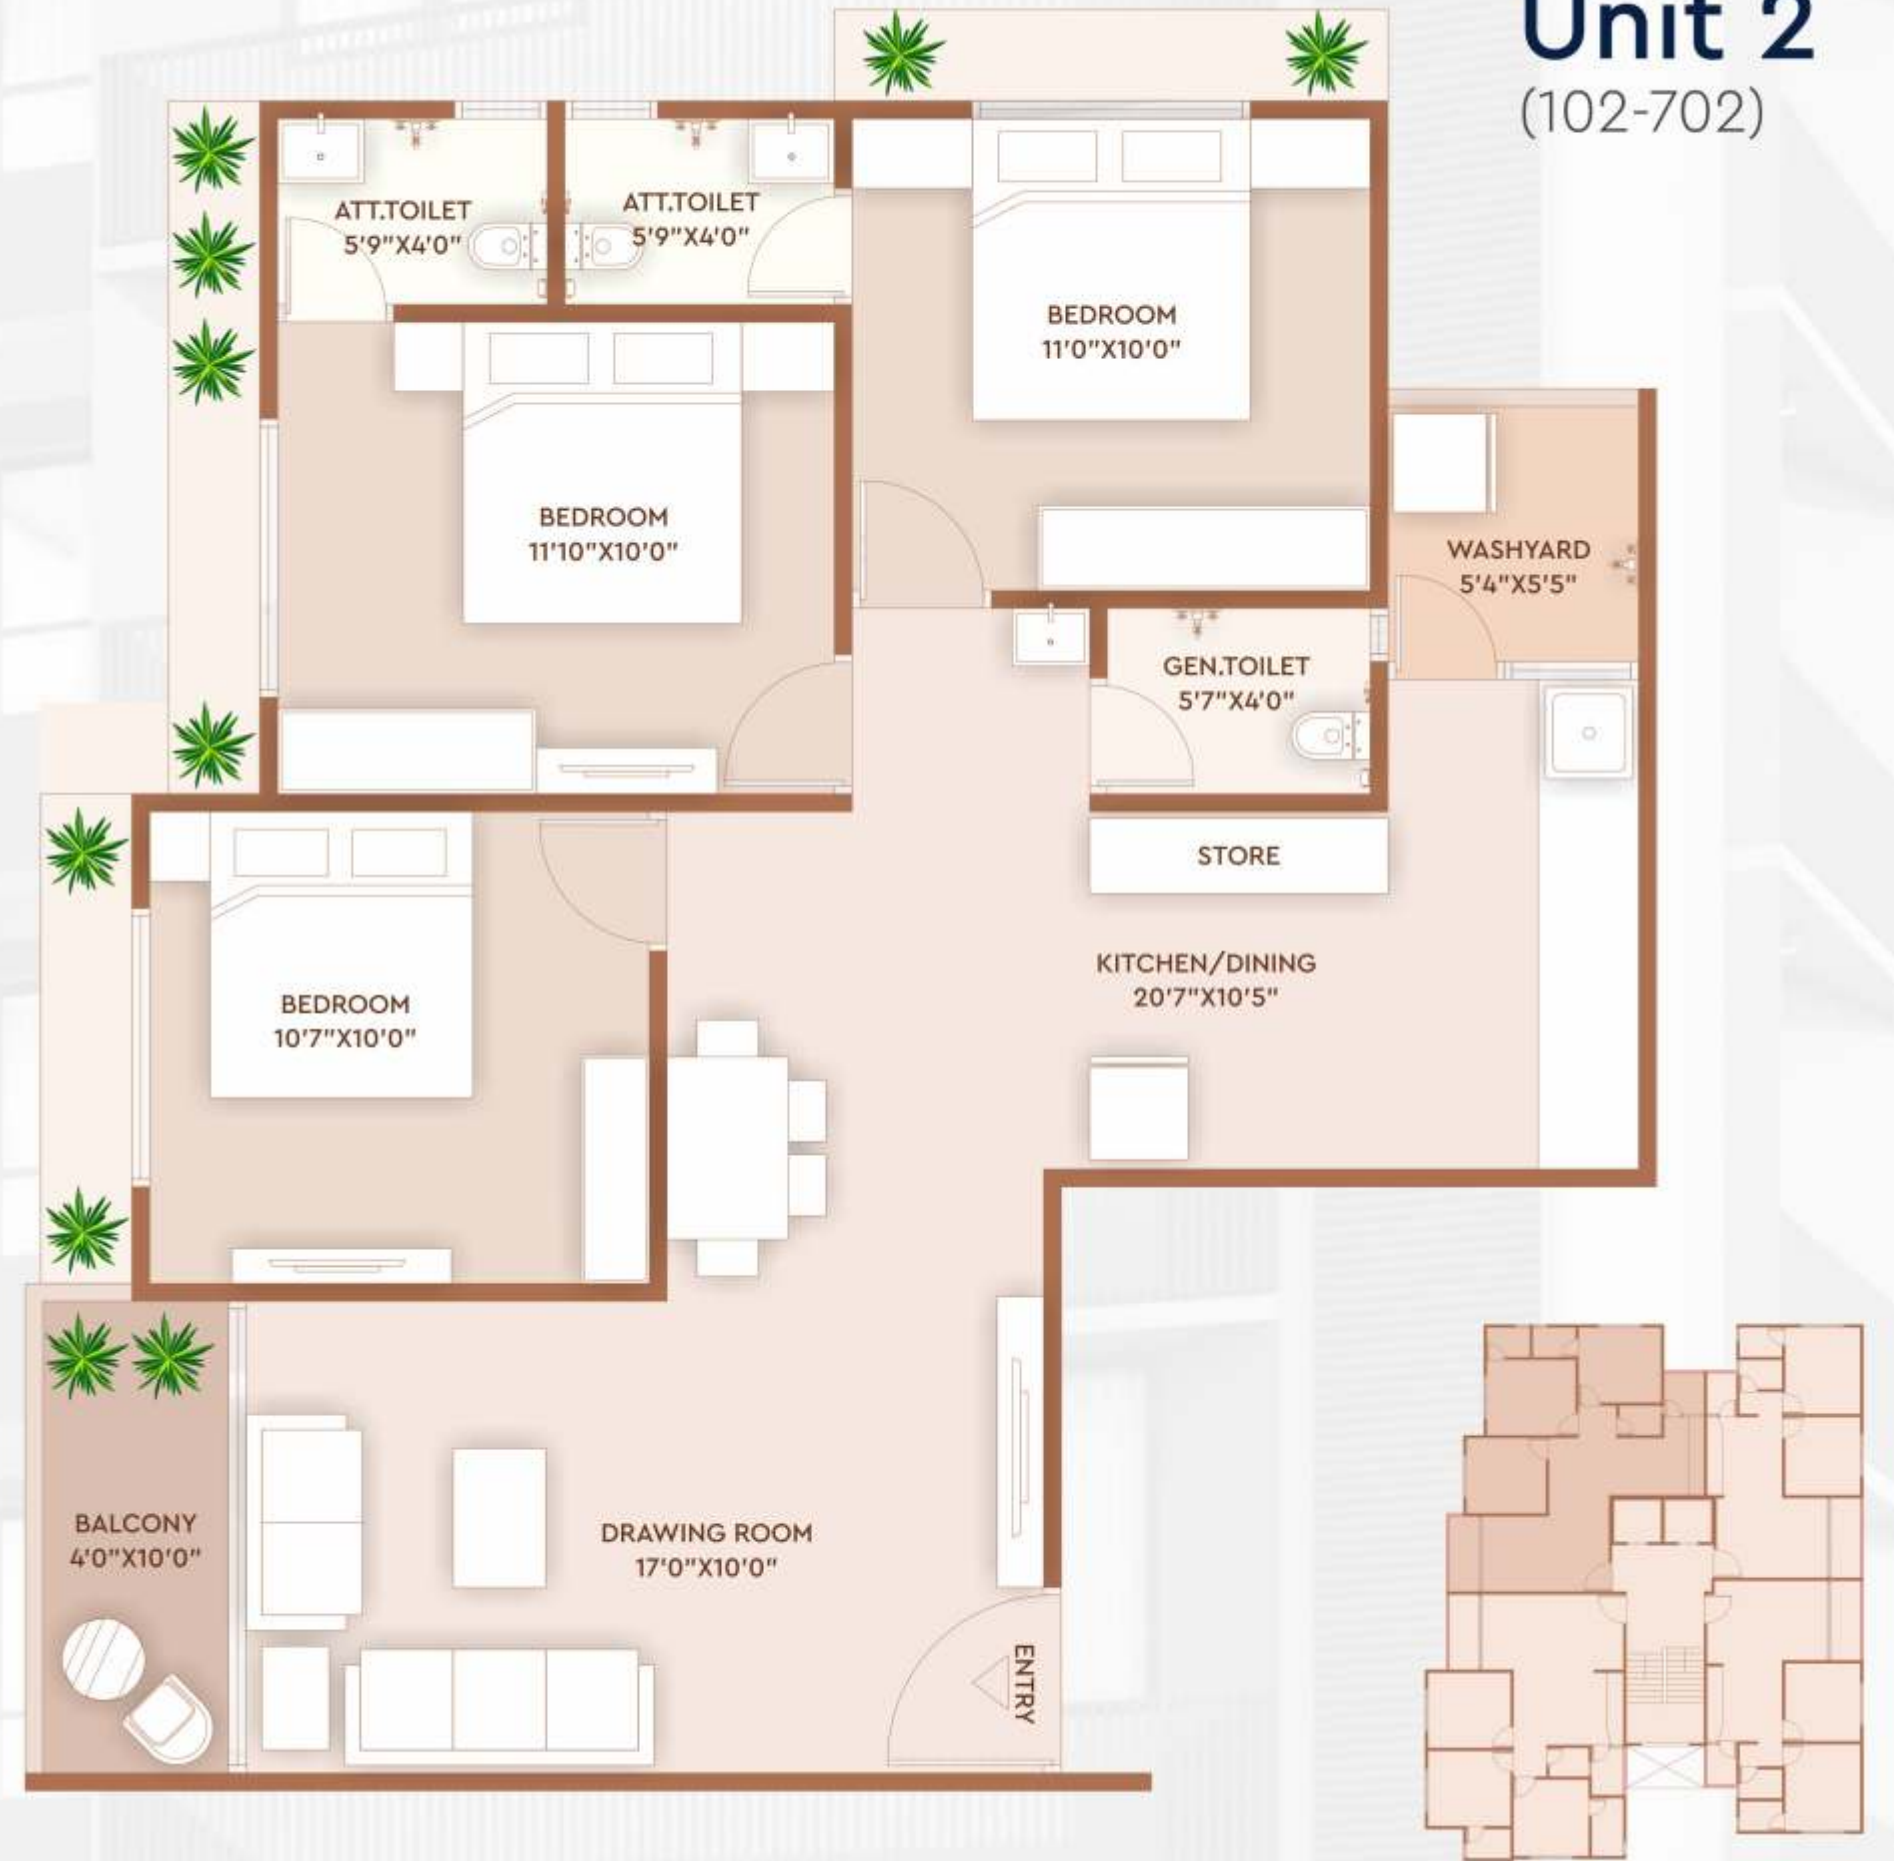 Unit 2
(102-702)
ATT.TOILET
5'9"X4'0"
ATT.TOILET
5'9"X4'0"
BEDROOM
11'0"X10'0"
BEDROOM
11'10"X10'0"
WASHYARD
5'4"X5'5"
GEN.TOILET
5'7"X4'0"
STORE
KITCHEN/DINING
20'7"X10'5"
BEDROOM
10'7"X10'0"
BALCONY
4'0"X10'0"
DRAWING ROOM
17'0"X10'0"
ENTRY